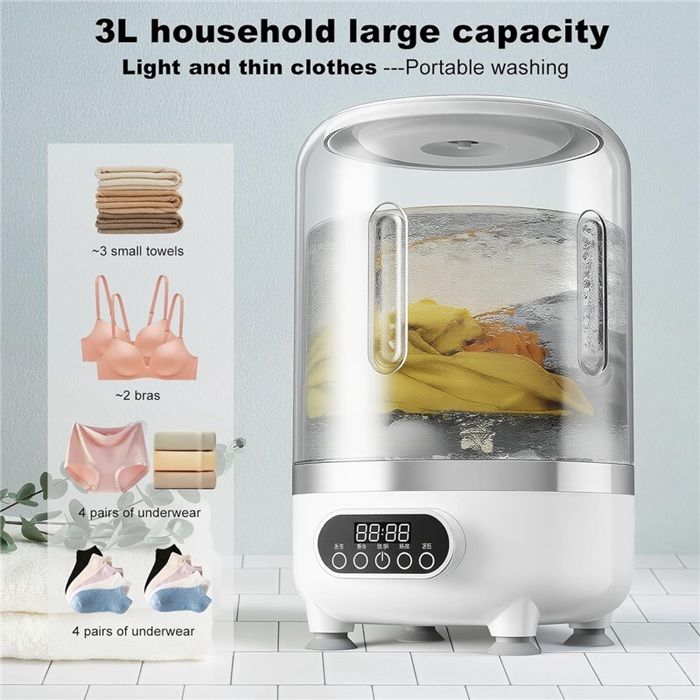 3L household large capacity
Light and thin clothes ---Portable washing
~3 small towels
~2 bras
4 pairs of underwear
4 pairs of underwear
88:88